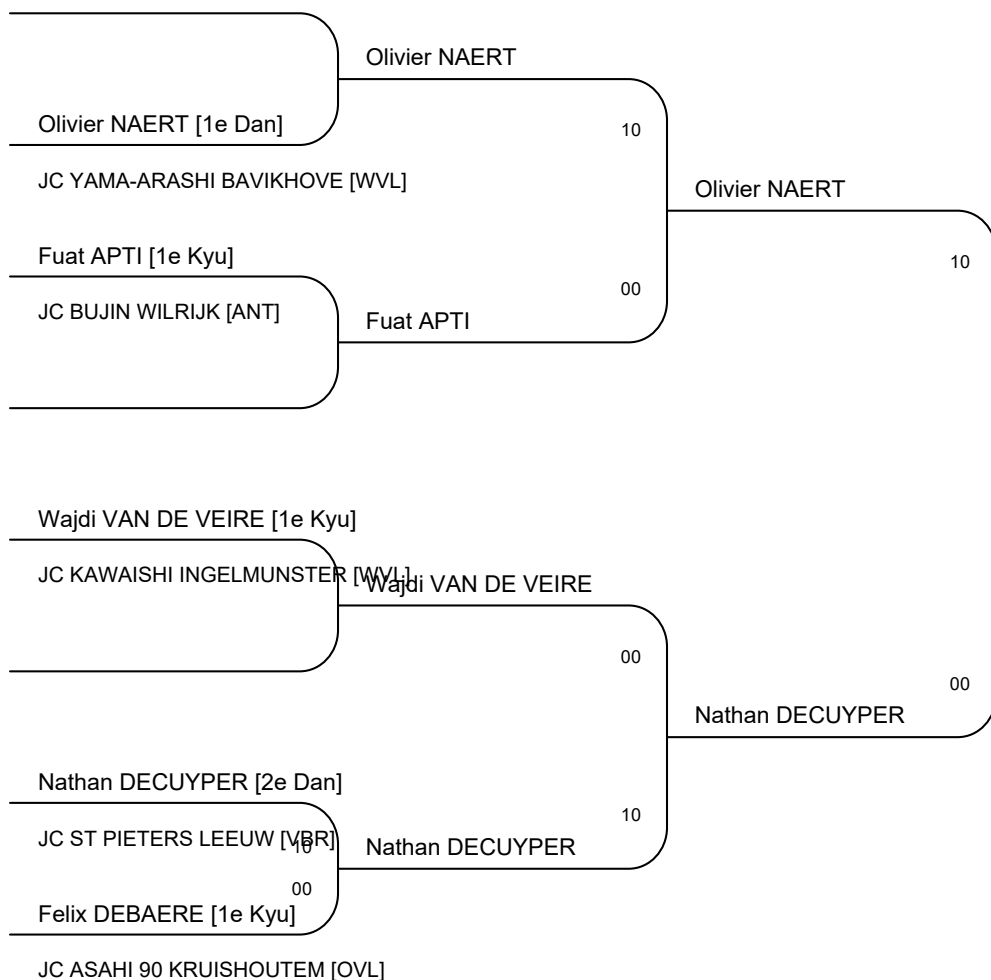 Olivier NAERT
Olivier NAERT [1e Dan]
10
JC YAMA-ARASHI BAVIKHOVE [WVL]
Olivier NAERT
Fuat APTI [1e Kyu]
10
00
JC BUJIN WILRIJK [ANT]
Fuat APTI
Wajdi VAN DE VEIRE [1e Kyu]
JC KAWAISHI INGELMUNSTER [WVL]
Wajdi VAN DE VEIRE
00
00
Nathan DECUYPER
Nathan DECUYPER [2e Dan]
10
JC ST PIETERS LEEUW [VBR]
10
Nathan DECUYPER
00
Felix DEBAERE [1e Kyu]
JC ASAHI 90 KRUISHOUTEM [OVL]